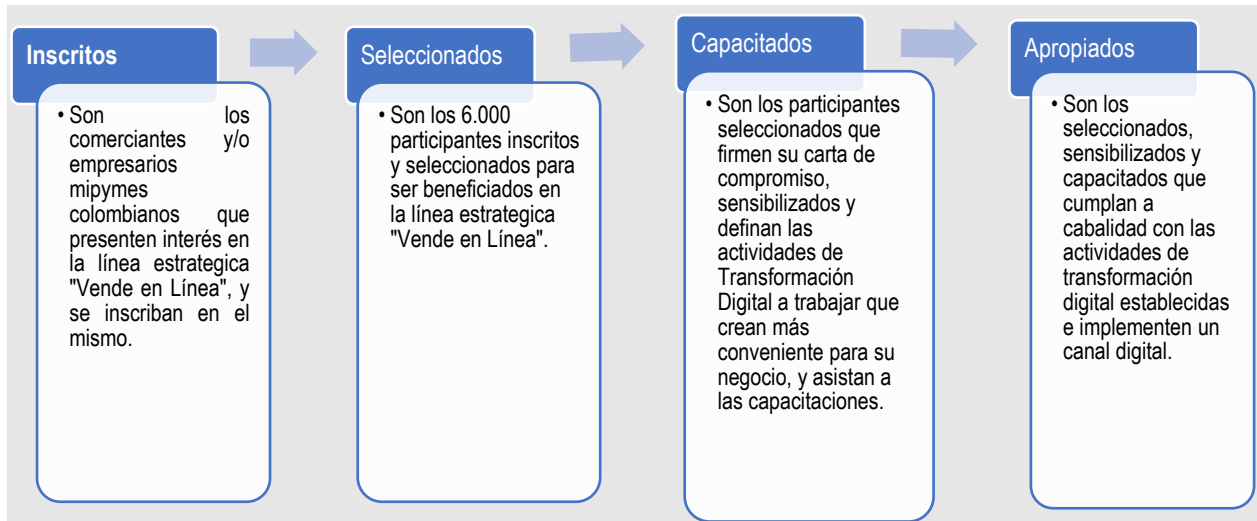 Inscritos
• Son los
comerciantes y/o
empresarios
mipymes
colombianos que
presenten interés en
la línea estrategica
"Vende en Línea", y
se inscriban en el
mismo.
Seleccionados
• Son los 6.000
participantes inscritos
y seleccionados para
ser beneficiados en
la línea estrategica
"Vende en Línea".
Capacitados
• Son los participantes
seleccionados que
firmen su carta de
compromiso,
sensibilizados y
definan las
actividades de
Transformación
Digital a trabajar que
crean más
conveniente para su
negocio, y asistan a
las capacitaciones.
Apropiados
• Son los
seleccionados,
sensibilizados y
capacitados que
cumplan a
cabalidad con las
actividades de
transformación
digital establecidas
e implementen un
canal digital.